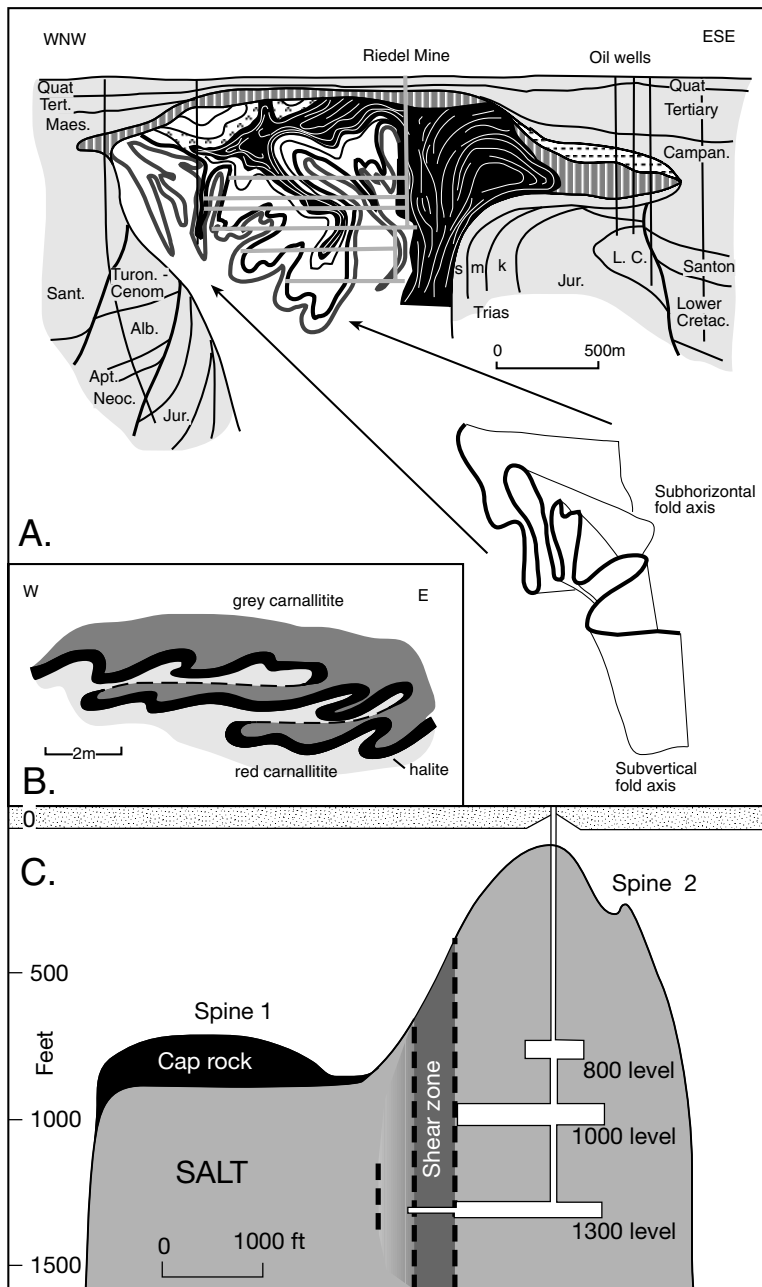 WNW
Riedel Mine
Oil wells
ESE
Quat
Tert.
Maes.
Quat
Tertiary
Campan.
Sant.
Turon. -
Cenom.
Alb.
Apt.
Neoc.
Jur.
s m k
Jur.
L. C.
Trias
Santon
Lower
Cretac.
0 500m
Subhorizontal
fold axis
Subvertical
fold axis
A.
W
grey carnallitite
E
2m
red carnallitite
halite
B.
0
C.
Spine 2
500
Feet
Spine 1
Cap rock
Shear zone
800 level
1000
1000 level
SALT
1300 level
0 1000 ft
1500